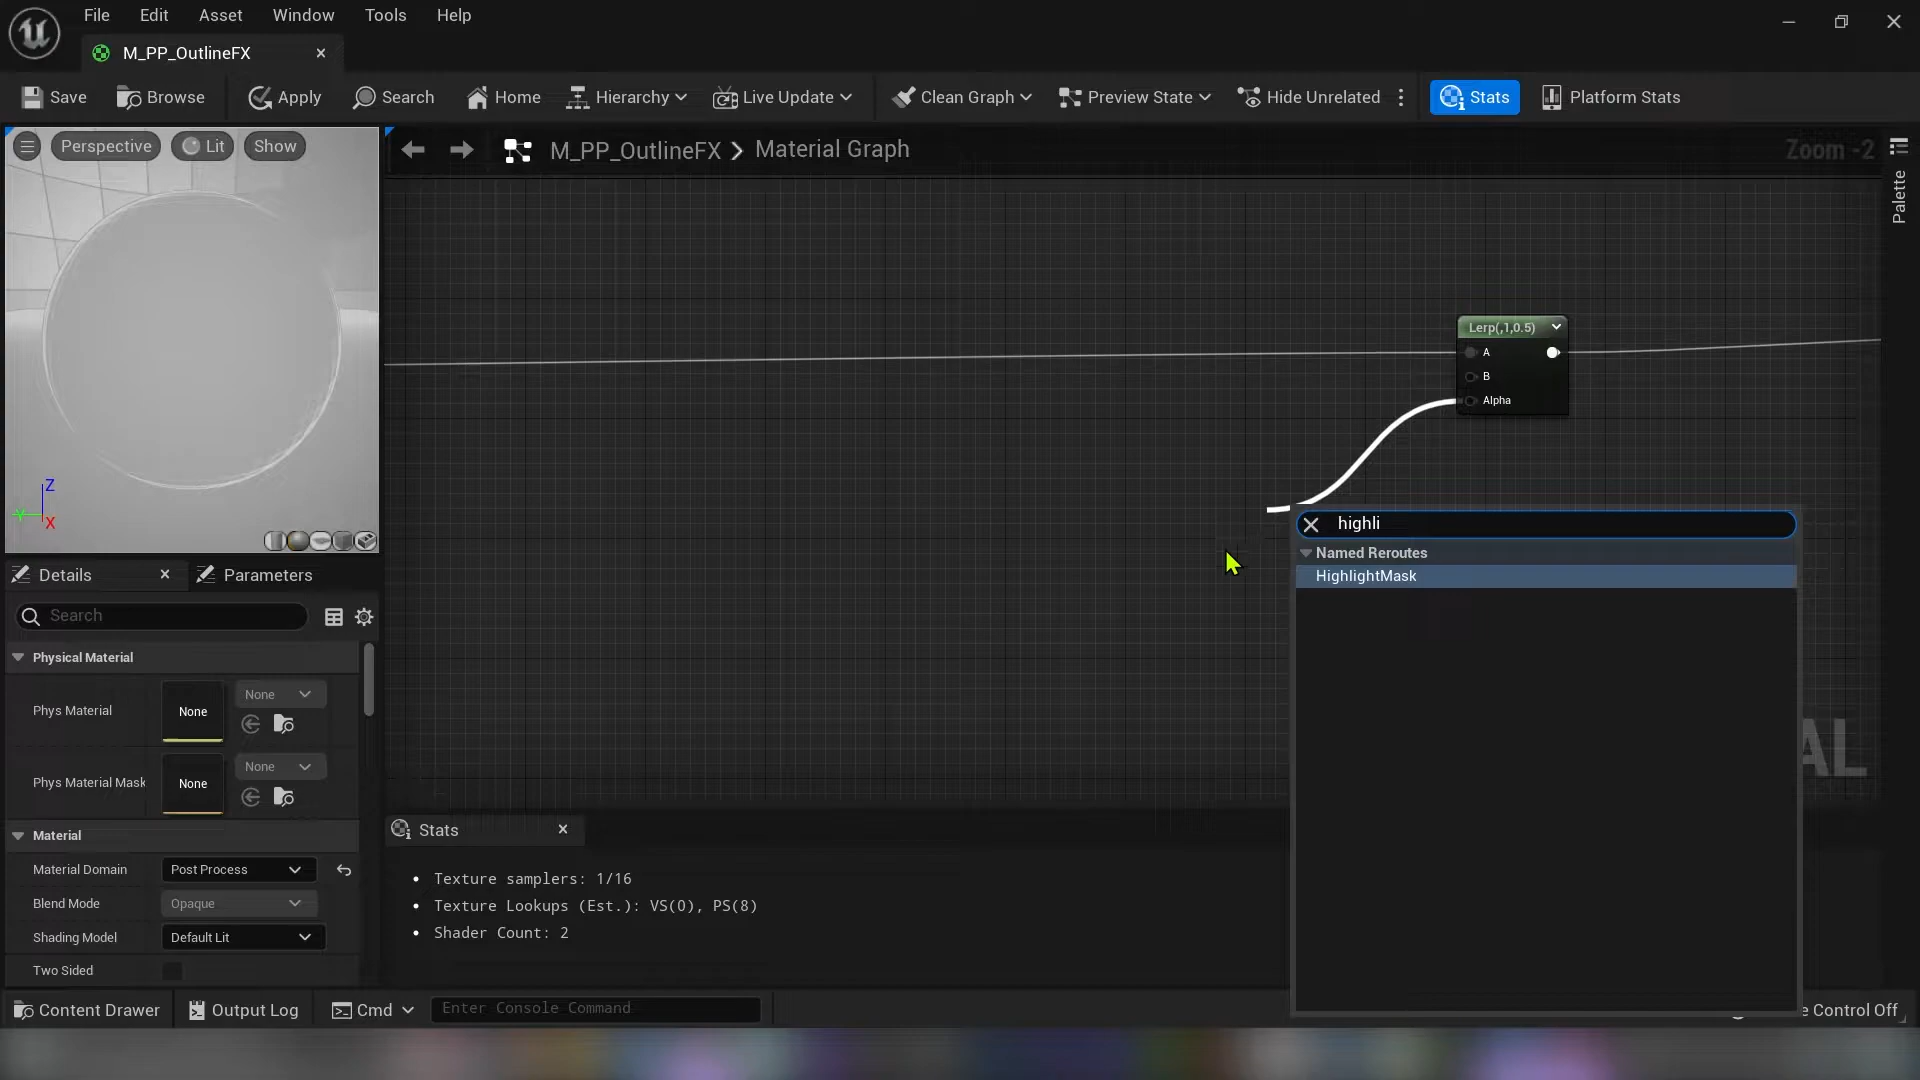 File Edit Asset Window Tools Help
M_PP_OutlineFX
Save Browse Apply Search Home Hierarchy Live Update Clean Graph Preview State Hide Unrelated Stats Platform Stats
Perspective Lit Show
M_PP_OutlineFX Material Graph
Zoom -2
Palette
Lerp(,1,0.5)
A
B
Alpha
highli
Named Reroutes
HighlightMask
Z
Y
X
Details Parameters
Search
Physical Material
Phys Material None None
Phys Material Mask None None
Material
Material Domain Post Process
Blend Mode Opaque
Shading Model Default Lit
Two Sided
AL
Stats
• Texture samplers: 1/16
• Texture Lookups (Est.): VS(0), PS(8)
• Shader Count: 2
Content Drawer Output Log Cmd Enter Console Command
e Control Off